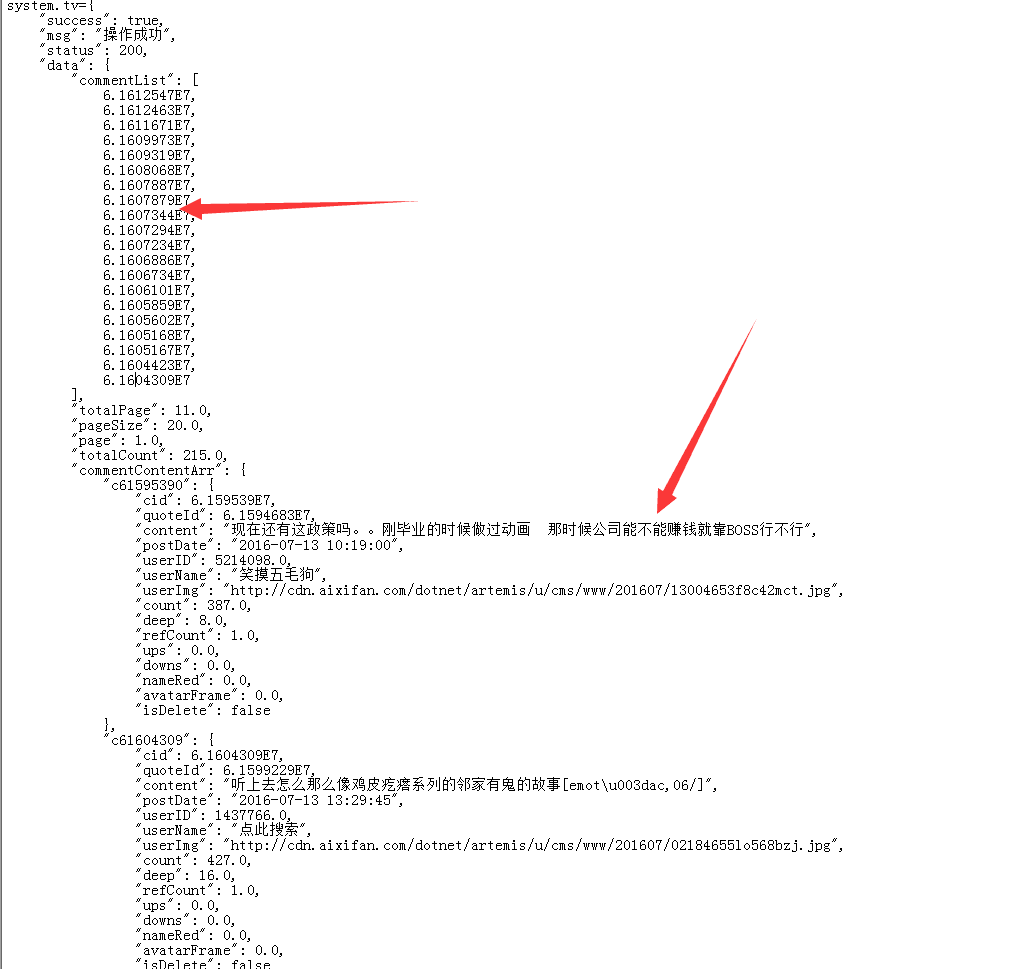 system.tv={
"success": true,
"msg": "操作成功",
"status": 200,
"data": {
"commentList": [
6.1612547E7,
6.1612463E7,
6.1611671E7,
6.1609973E7,
6.1609319E7,
6.1608068E7,
6.1607887E7,
6.1607879E7,
6.1607344E7,
6.1607294E7,
6.1607234E7,
6.1606886E7,
6.1606734E7,
6.1606101E7,
6.1605859E7,
6.1605602E7,
6.1605168E7,
6.1605167E7,
6.1604423E7,
6.1604309E7
],
"totalPage": 11.0,
"pageSize": 20.0,
"page": 1.0,
"totalCount": 215.0,
"commentContentArr": {
"c61595390": {
"cid": 6.159539E7,
"quoteId": 6.1594683E7,
"content": "现在还有这政策吗。。刚毕业的时候做过动画  那时候公司能不能赚钱就靠BOSS行不行",
"postDate": "2016-07-13 10:19:00",
"userID": 5214098.0,
"userName": "笑摸五毛狗",
"userImg": "http://cdn.aixifan.com/dotnet/artemis/u/cms/www/201607/13004653f8c42mct.jpg",
"count": 387.0,
"deep": 8.0,
"refCount": 1.0,
"ups": 0.0,
"downs": 0.0,
"nameRed": 0.0,
"avatarFrame": 0.0,
"isDelete": false
},
"c61604309": {
"cid": 6.1604309E7,
"quoteId": 6.1599229E7,
"content": "听上去怎么那么像鸡皮疙瘩系列的邻家有鬼的故事[emot\u003dac,06/]",
"postDate": "2016-07-13 13:29:45",
"userID": 1437766.0,
"userName": "点此搜索",
"userImg": "http://cdn.aixifan.com/dotnet/artemis/u/cms/www/201607/02184655lo568bzj.jpg",
"count": 427.0,
"deep": 16.0,
"refCount": 1.0,
"ups": 0.0,
"downs": 0.0,
"nameRed": 0.0,
"avatarFrame": 0.0,
"isDelete": false